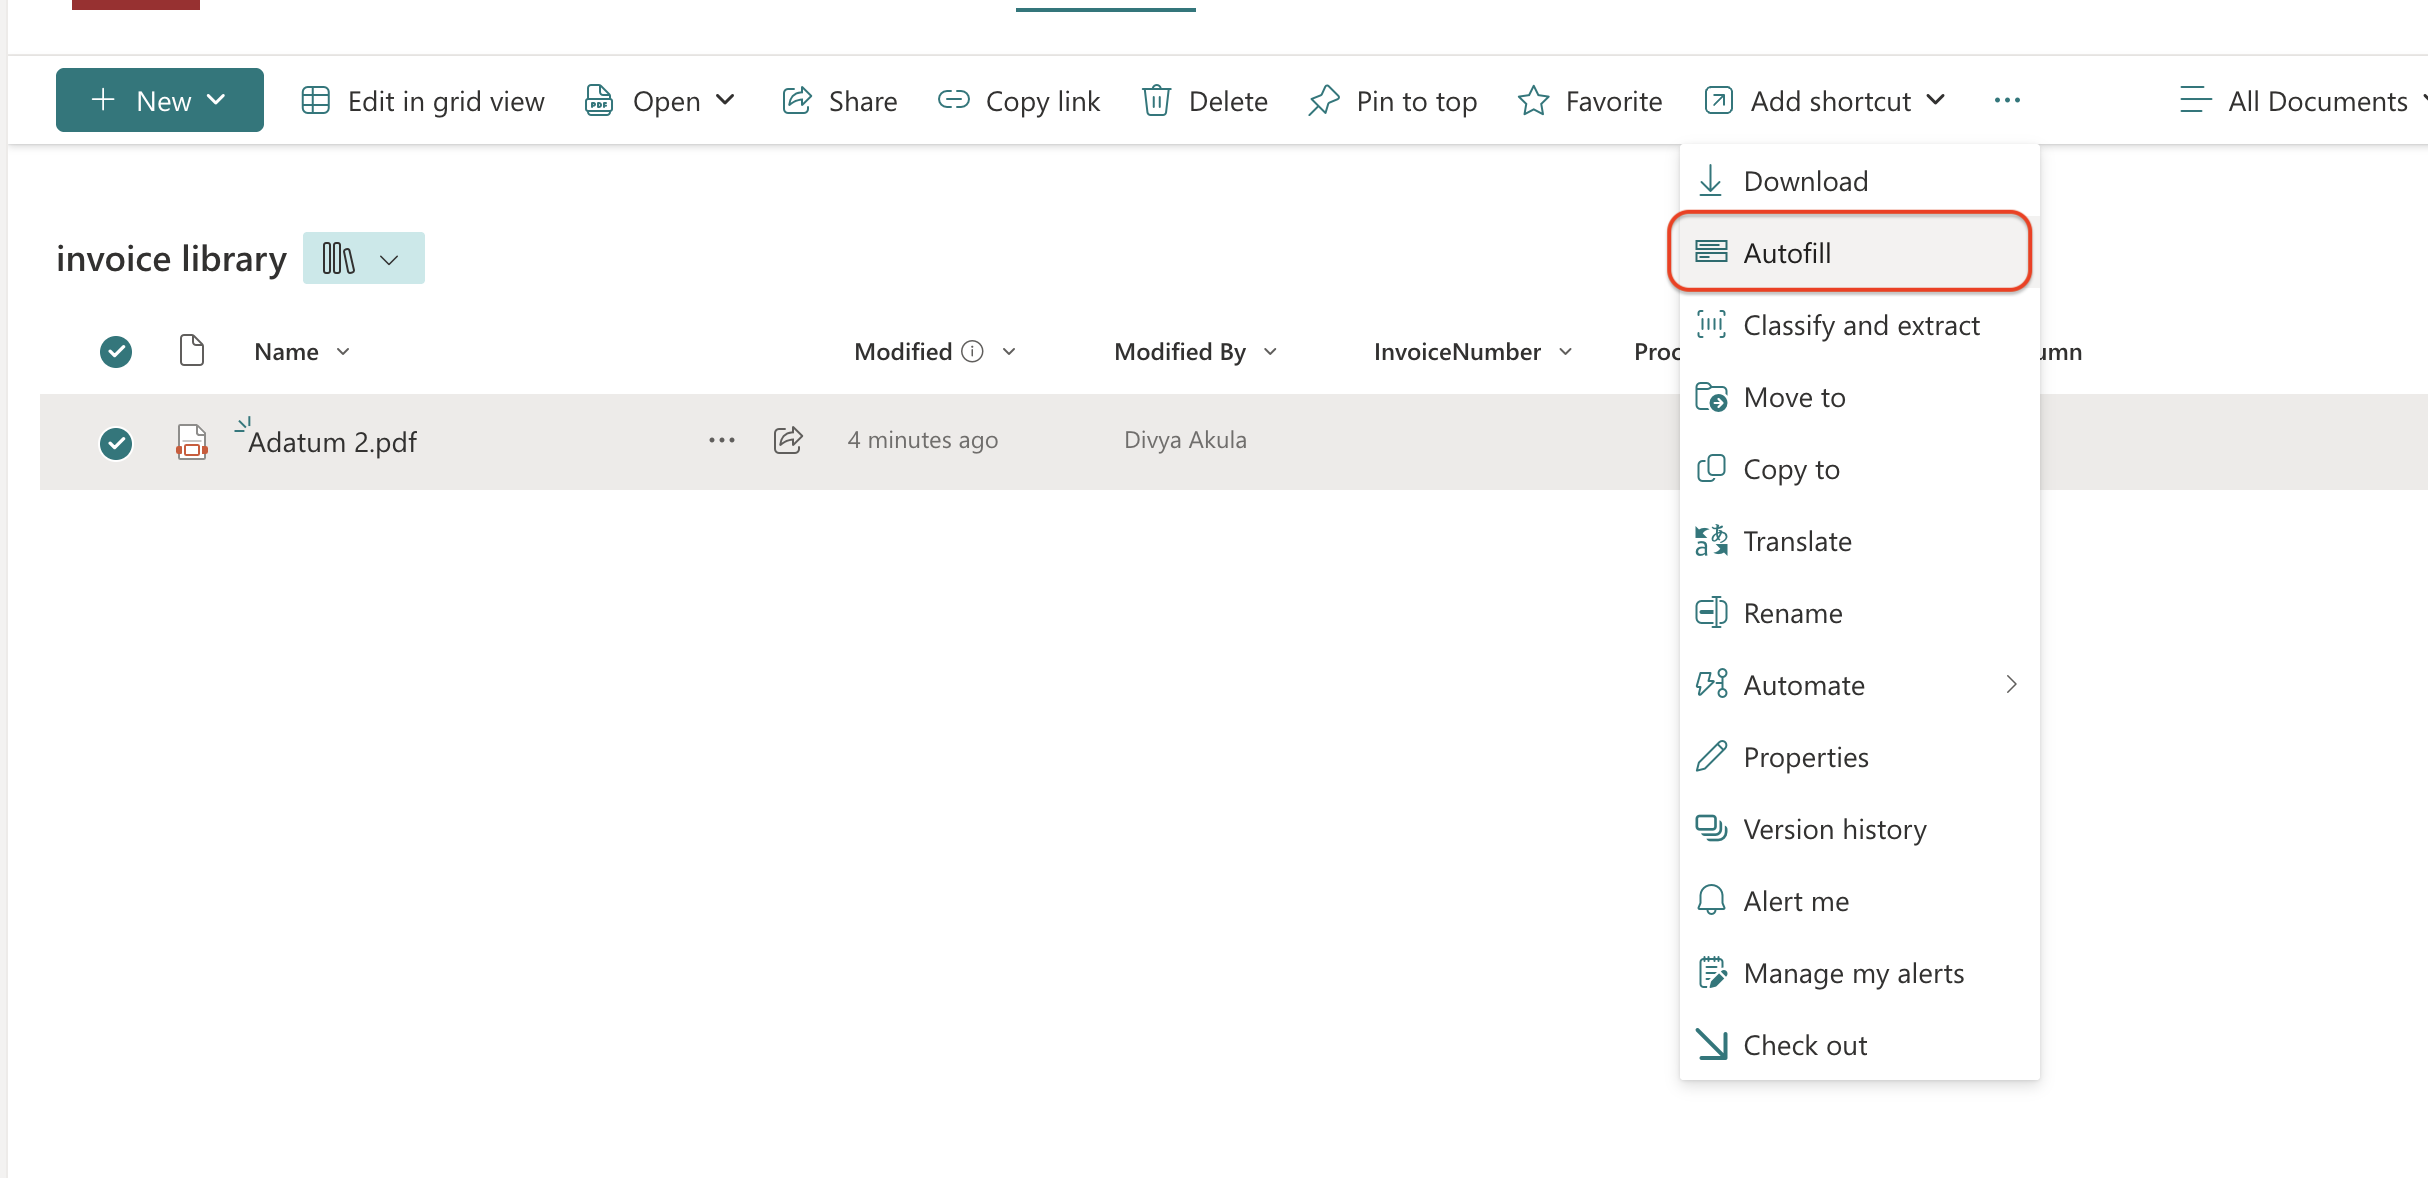 New Edit in grid view Open Share Copy link Delete Pin to top Favorite Add shortcut All Documents
invoice library
Name Modified Modified By InvoiceNumber
Adatum 2.pdf 4 minutes ago Divya Akula
Download
Autofill
Classify and extract
Move to
Copy to
Translate
Rename
Automate
Properties
Version history
Alert me
Manage my alerts
Check out